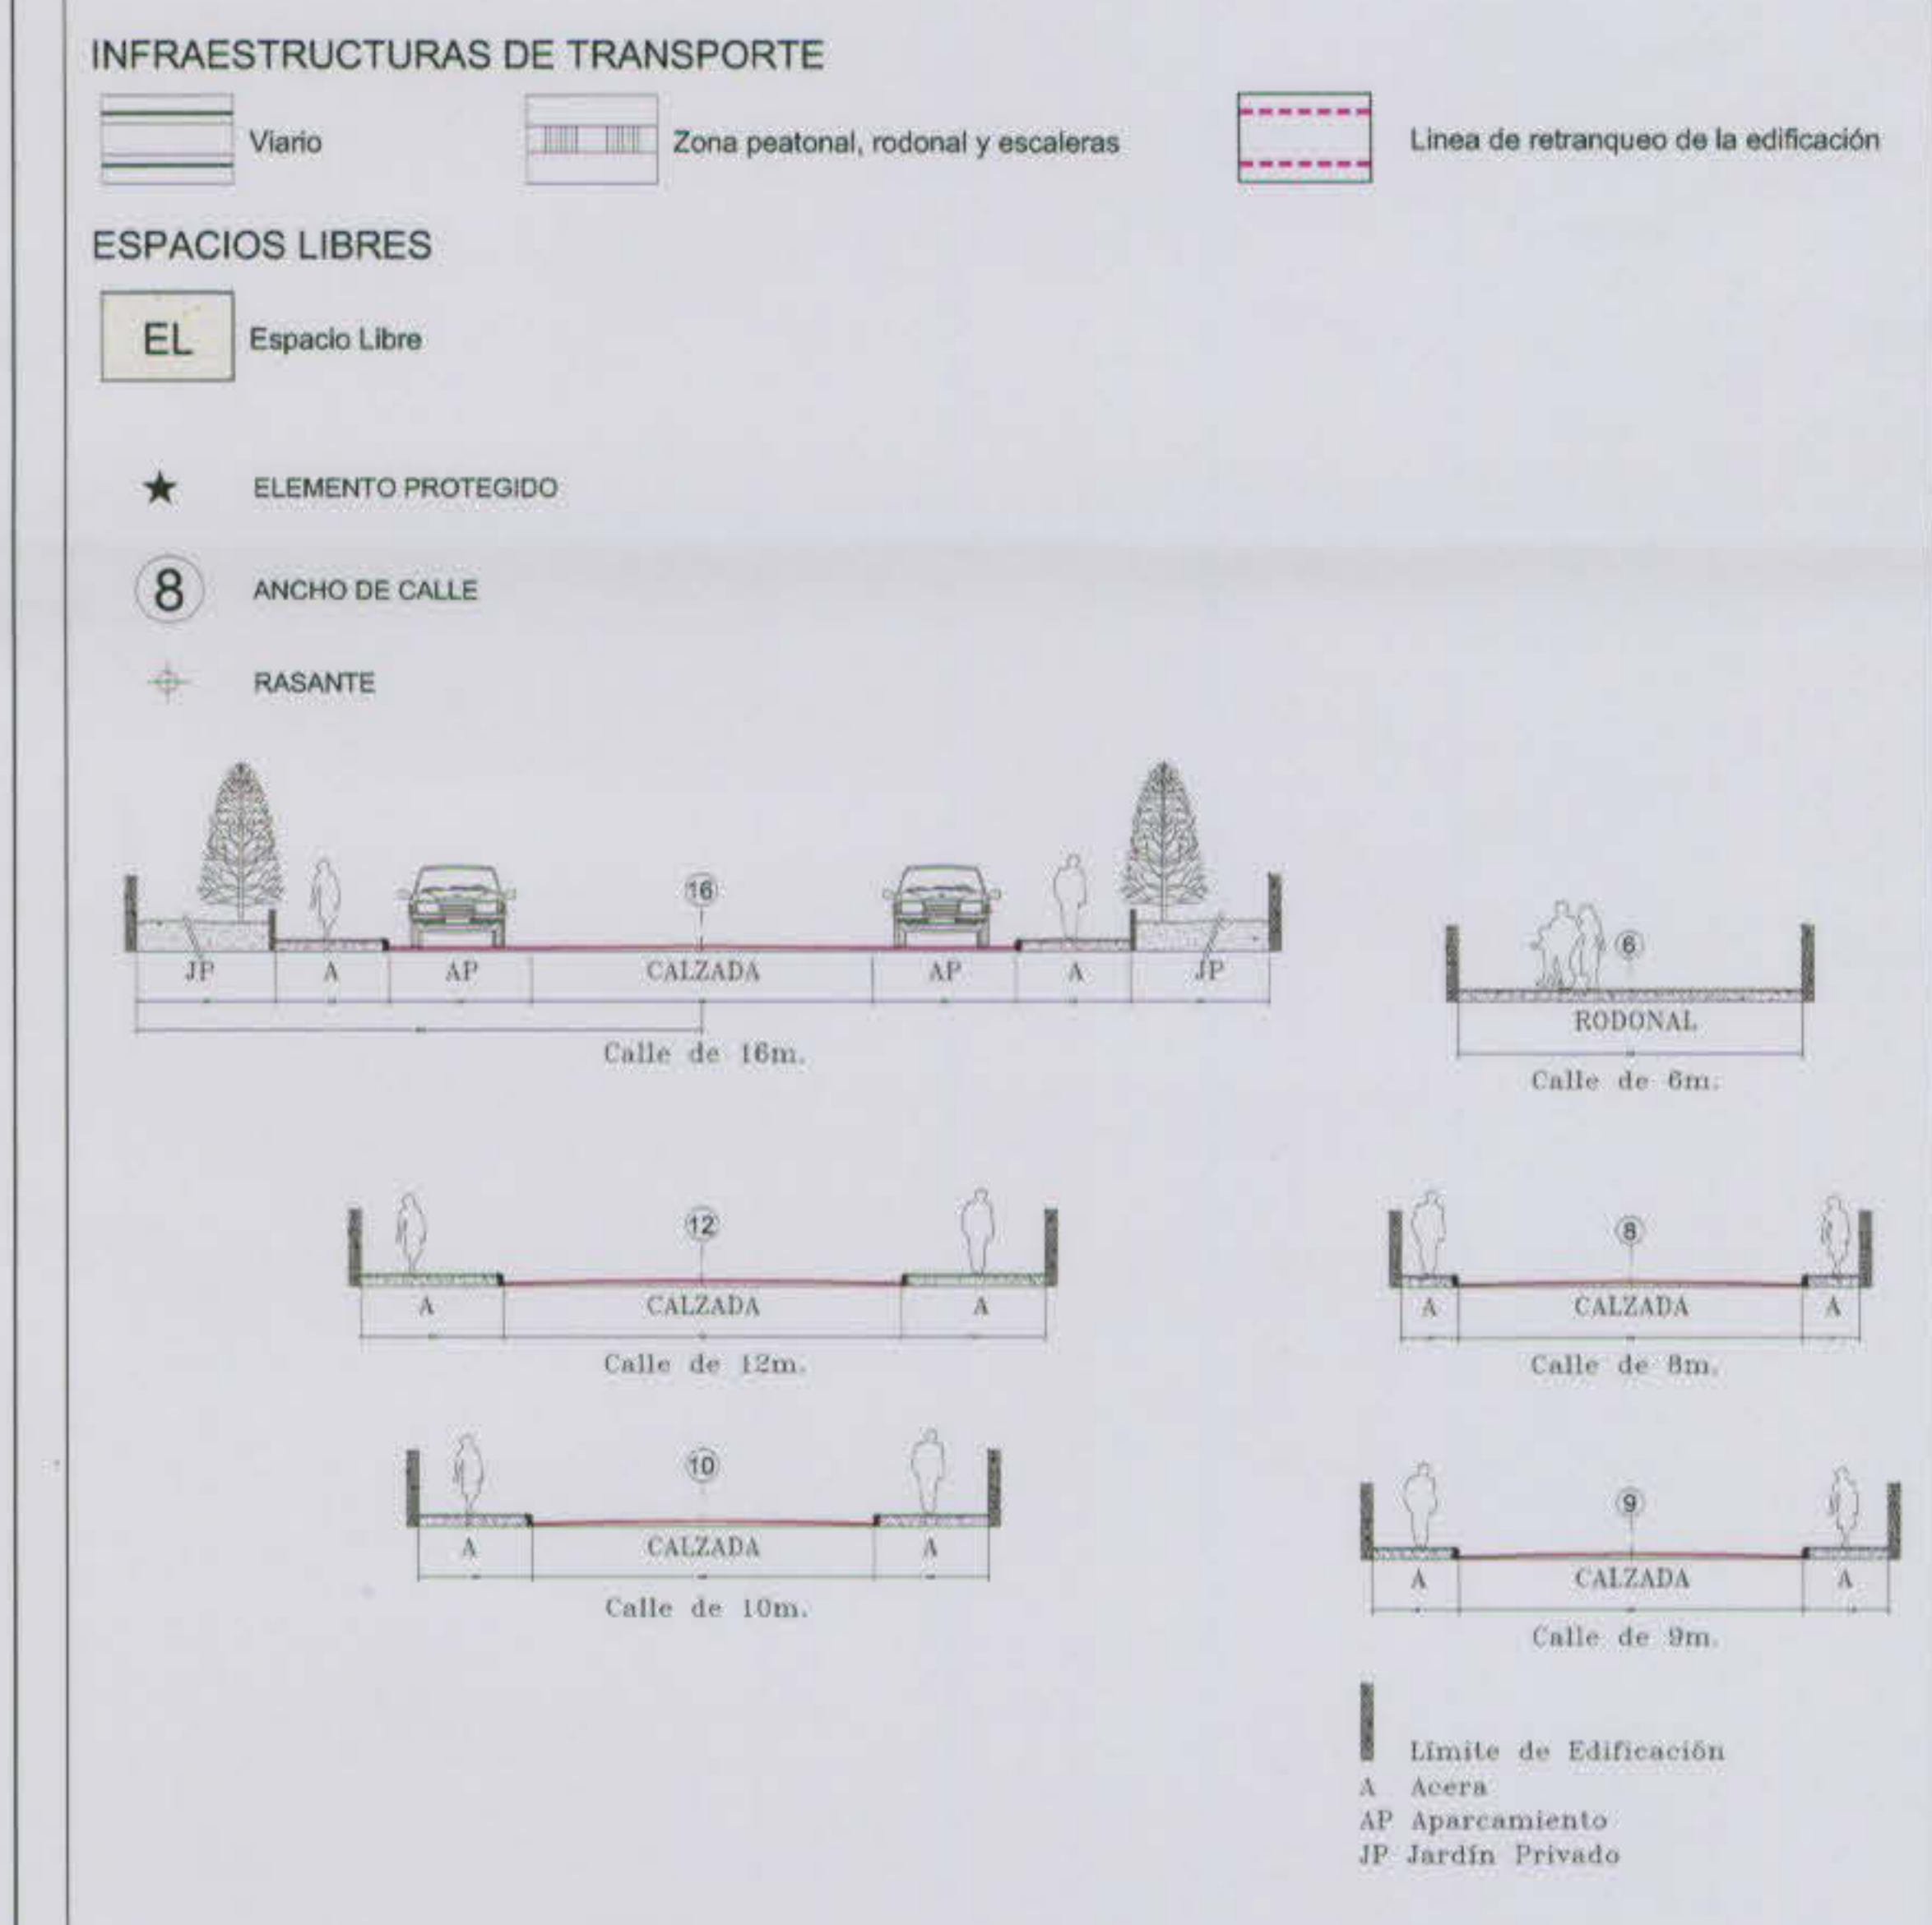 INFRAESTRUCTURAS DE TRANSPORTE
Viario
Zona peatonal, rodonal y escaleras
Linea de retranqueo de la edificación
ESPACIOS LIBRES
EL
Espacio Libre
ELEMENTO PROTEGIDO
8
ANCHO DE CALLE
RASANTE
16
JP A AP CALZADA AP A JP
Calle de 16m.
6
RODONAL
Calle de 6m.
12
A CALZADA A
Calle de 12m.
8
A CALZADA A
Calle de 8m.
10
A CALZADA A
Calle de 10m.
9
A CALZADA A
Calle de 9m.
Límite de Edificación
A Acera
AP Aparcamiento
JP Jardín Privado